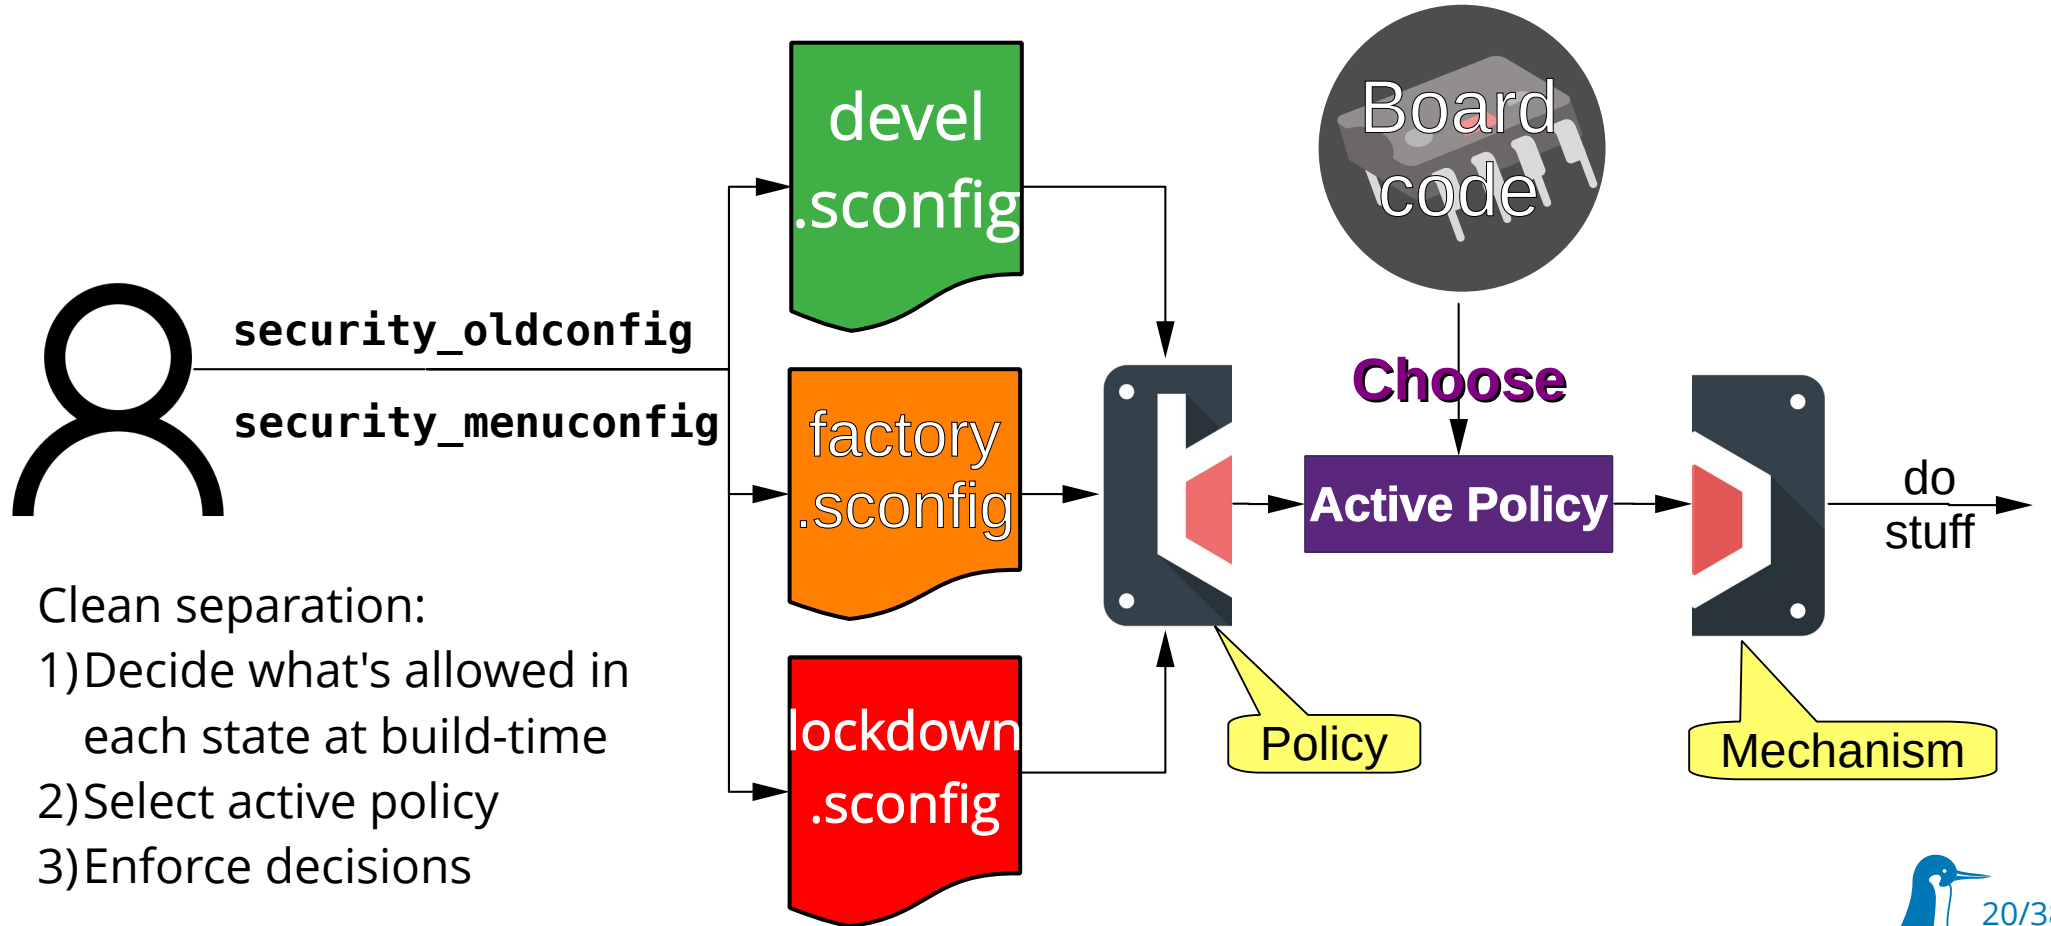 devel
.sconfig
Board
code
security_oldconfig
security_menuconfig
factory
.sconfig
Choose
Active Policy
do
stuff
Clean separation:
1)Decide what's allowed in
each state at build-time
2)Select active policy
3)Enforce decisions
lockdown
.sconfig
Policy
Mechanism